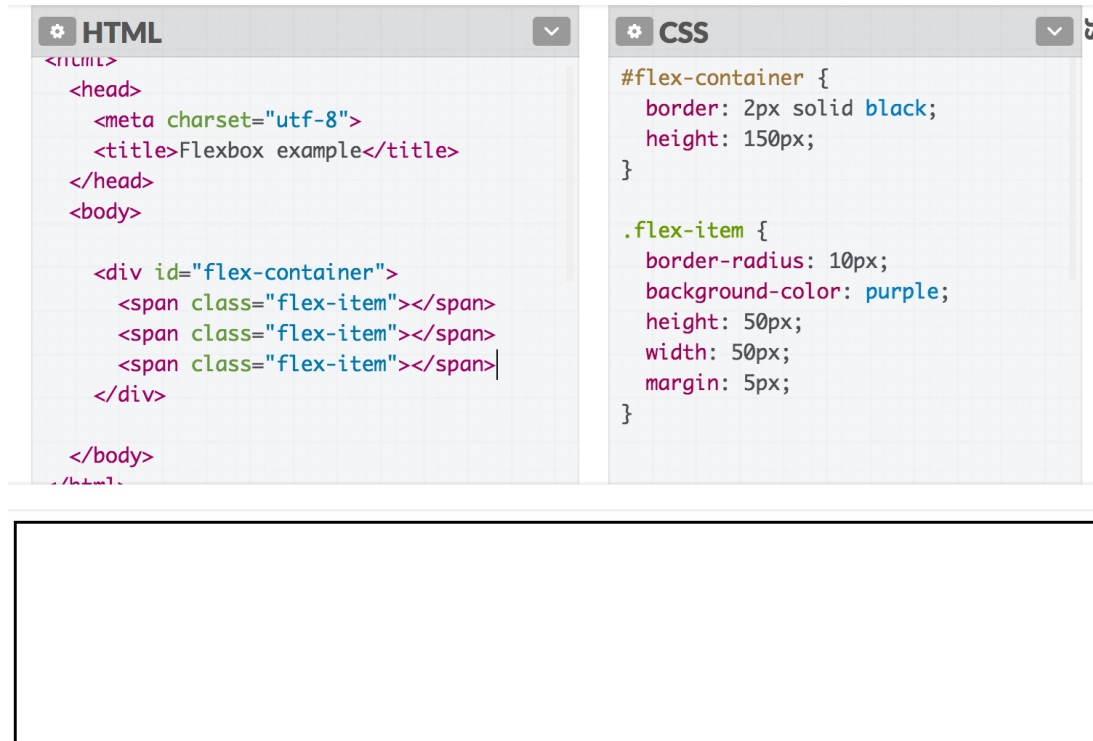 HTML
<html>
<head>
<meta charset="utf-8">
<title>Flexbox example</title>
</head>
<body>
<div id="flex-container">
<span class="flex-item"></span>
<span class="flex-item"></span>
<span class="flex-item"></span>
</div>
</body>
</html>
CSS
#flex-container {
border: 2px solid black;
height: 150px;
}
.flex-item {
border-radius: 10px;
background-color: purple;
height: 50px;
width: 50px;
margin: 5px;
}